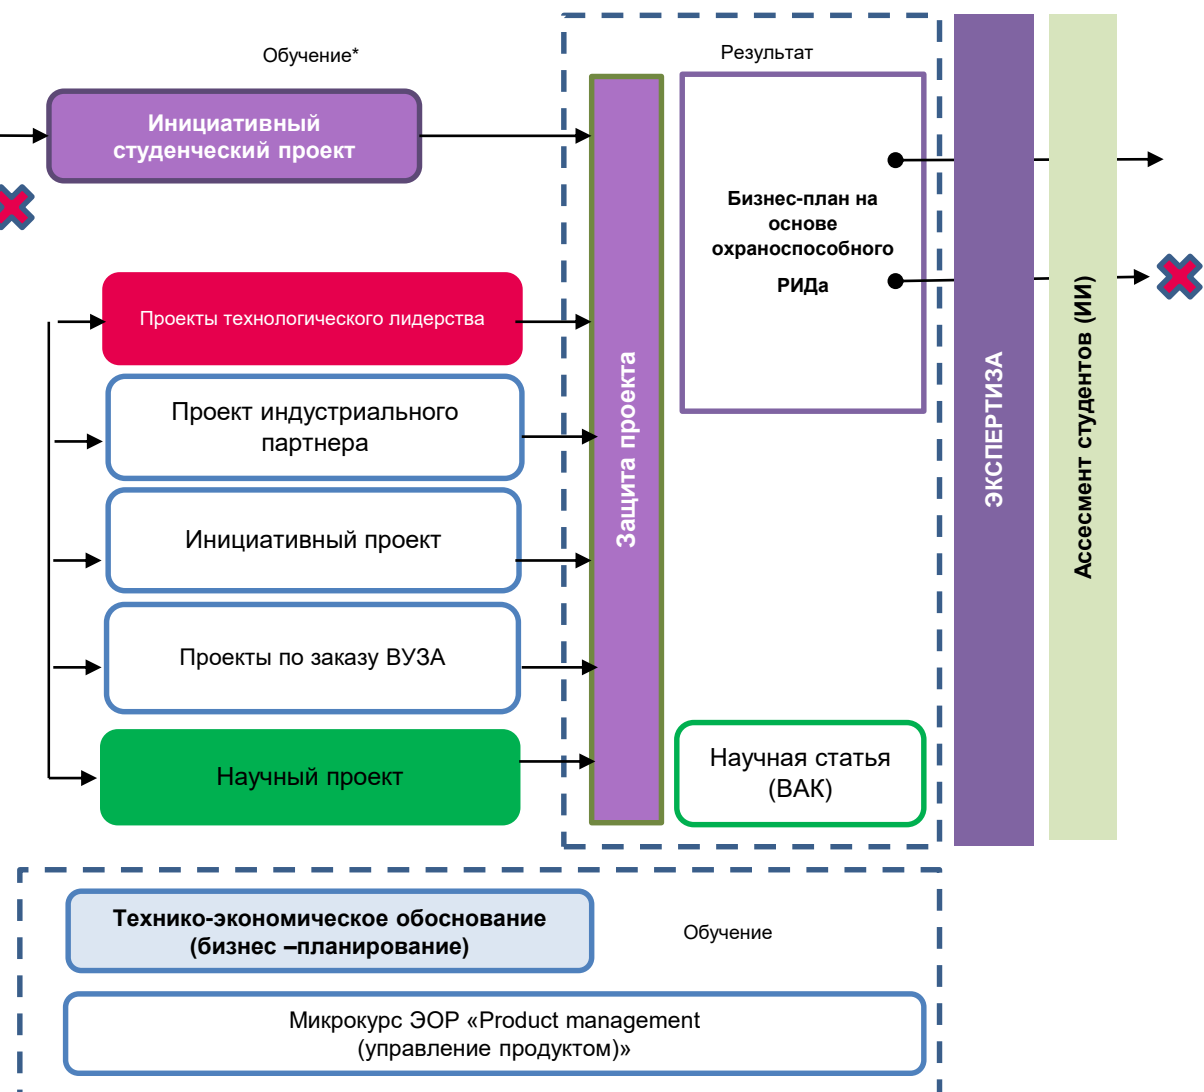 Обучение*
Результат
Инициативный
студенческий проект
Бизнес-план на
основе
охраноспособного
РИДа
Проекты технологического лидерства
Проект индустриального
партнера
Инициативный проект
Проекты по заказу ВУЗА
Научный проект
Защита проекта
Научная статья
(ВАК)
ЭКСПЕРТИЗА
Ассесмент студентов (ИИ)
Технико-экономическое обоснование
(бизнес –планирование)
Обучение
Микрокурс ЭОР «Product management
(управление продуктом)»